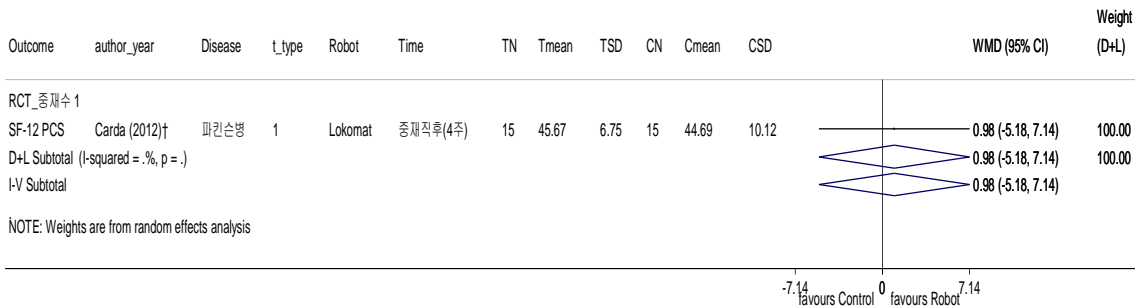 Weight
Outcome author_year Disease t_type Robot Time TN Tmean TSD CN Cmean CSD WMD (95% CI) (D+L)
RCT_중재수 1
SF-12 PCS Carda (2012)† 파킨슨병 1 Lokomat 중재직후(4주) 15 45.67 6.75 15 44.69 10.12 0.98 (-5.18, 7.14) 100.00
D+L Subtotal (I-squared = .%, p = .) 0.98 (-5.18, 7.14) 100.00
I-V Subtotal 0.98 (-5.18, 7.14)
NOTE: Weights are from random effects analysis
-7.14 0 7.14
favours Control favours Robot